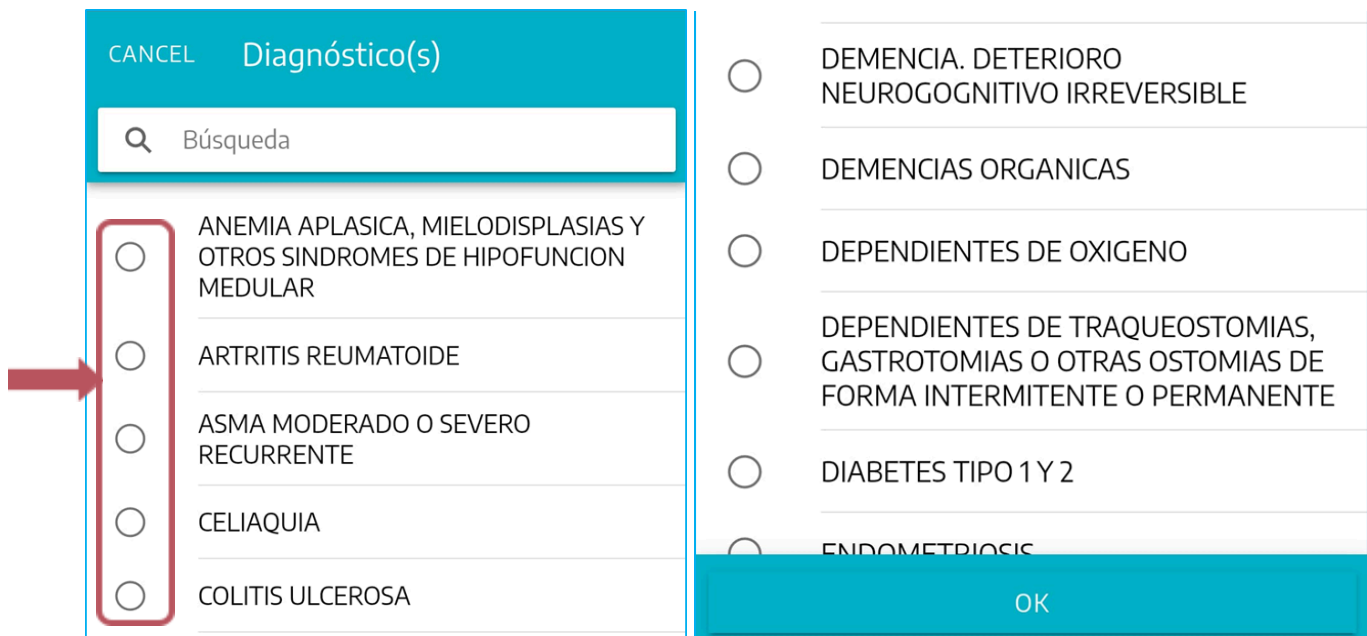 CANCEL Diagnóstico(s)
Búsqueda
ANEMIA APLASICA, MIELODISPLASIAS Y
OTROS SINDROMES DE HIPOFUNCION
MEDULAR
ARTRITIS REUMATOIDE
ASMA MODERADO O SEVERO
RECURRENTE
CELIAQUIA
COLITIS ULCEROSA
DEMENCIA. DETERIORO
NEUROGOGNITIVO IRREVERSIBLE
DEMENCIAS ORGANICAS
DEPENDIENTES DE OXIGENO
DEPENDIENTES DE TRAQUEOSTOMIAS,
GASTROTOMIAS O OTRAS OSTOMIAS DE
FORMA INTERMITENTE O PERMANENTE
DIABETES TIPO 1 Y 2
ENDOMETRIOSIS
OK